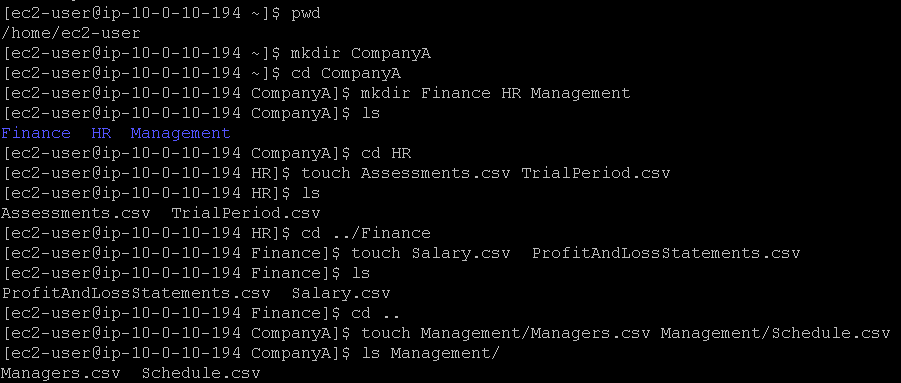 [ec2-user@ip-10-0-10-194 ~]$ pwd
/home/ec2-user
[ec2-user@ip-10-0-10-194 ~]$ mkdir CompanyA
[ec2-user@ip-10-0-10-194 ~]$ cd CompanyA
[ec2-user@ip-10-0-10-194 CompanyA]$ mkdir Finance HR Management
[ec2-user@ip-10-0-10-194 CompanyA]$ ls
Finance  HR  Management
[ec2-user@ip-10-0-10-194 CompanyA]$ cd HR
[ec2-user@ip-10-0-10-194 HR]$ touch Assessments.csv TrialPeriod.csv
[ec2-user@ip-10-0-10-194 HR]$ ls
Assessments.csv  TrialPeriod.csv
[ec2-user@ip-10-0-10-194 HR]$ cd ../Finance
[ec2-user@ip-10-0-10-194 Finance]$ touch Salary.csv  ProfitAndLossStatements.csv
[ec2-user@ip-10-0-10-194 Finance]$ ls
ProfitAndLossStatements.csv  Salary.csv
[ec2-user@ip-10-0-10-194 Finance]$ cd ..
[ec2-user@ip-10-0-10-194 CompanyA]$ touch Management/Managers.csv Management/Schedule.csv
[ec2-user@ip-10-0-10-194 CompanyA]$ ls Management/
Managers.csv  Schedule.csv